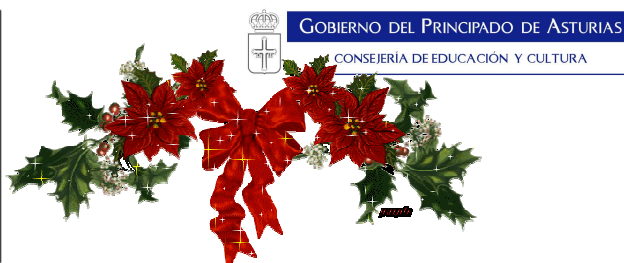 GOBIERNO DEL PRINCIPADO DE ASTURIAS
CONSEJERÍA DE EDUCACIÓN Y CULTURA